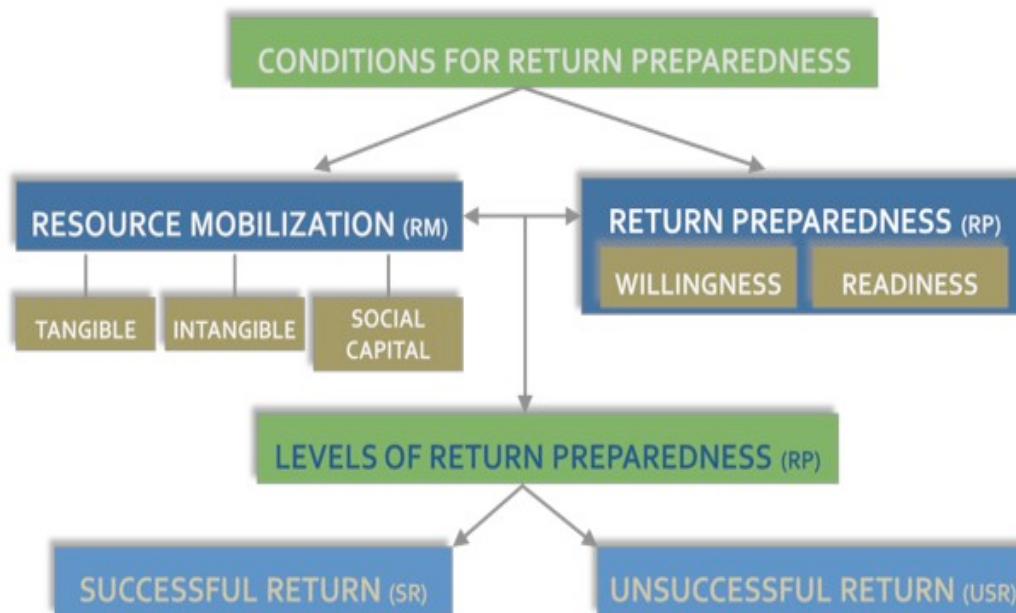 CONDITIONS FOR RETURN PREPAREDNESS
RESOURCE MOBILIZATION (RM)
RETURN PREPAREDNESS (RP)
WILLINGNESS
READINESS
TANGIBLE
INTANGIBLE
SOCIAL
CAPITAL
LEVELS OF RETURN PREPAREDNESS (RP)
SUCCESSFUL RETURN (SR)
UNSUCCESSFUL RETURN (USR)